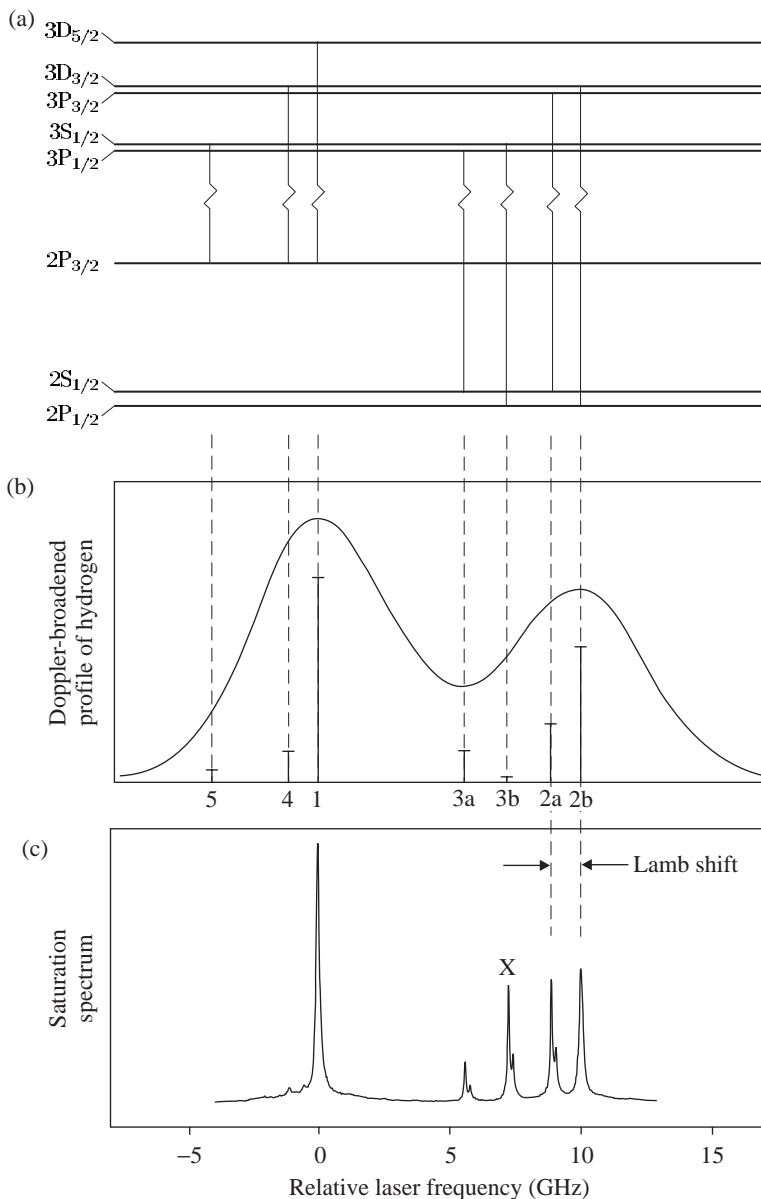 (a)
3D5/2
3D3/2
3P3/2
3S1/2
3P1/2
2P3/2
2S1/2
2P1/2
(b)
Doppler-broadened
profile of hydrogen
5 4 1 3a 3b 2a 2b
(c)
Lamb shift
X
Saturation
spectrum
−5 0 5 10 15
Relative laser frequency (GHz)